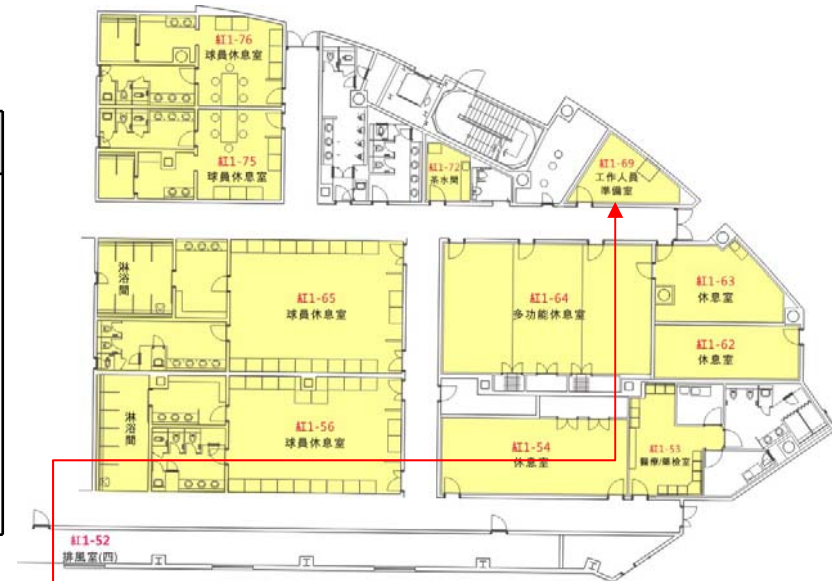 紅1-76
球員休息室
紅1-75
球員休息室
紅1-72
茶水間
紅1-69
工作人員
準備室
淋浴間
紅1-65
球員休息室
紅1-64
多功能休息室
紅1-63
休息室
紅1-62
休息室
淋浴間
紅1-56
球員休息室
紅1-54
休息室
紅1-53
醫療/藥檢室
紅1-52
排風室(四)